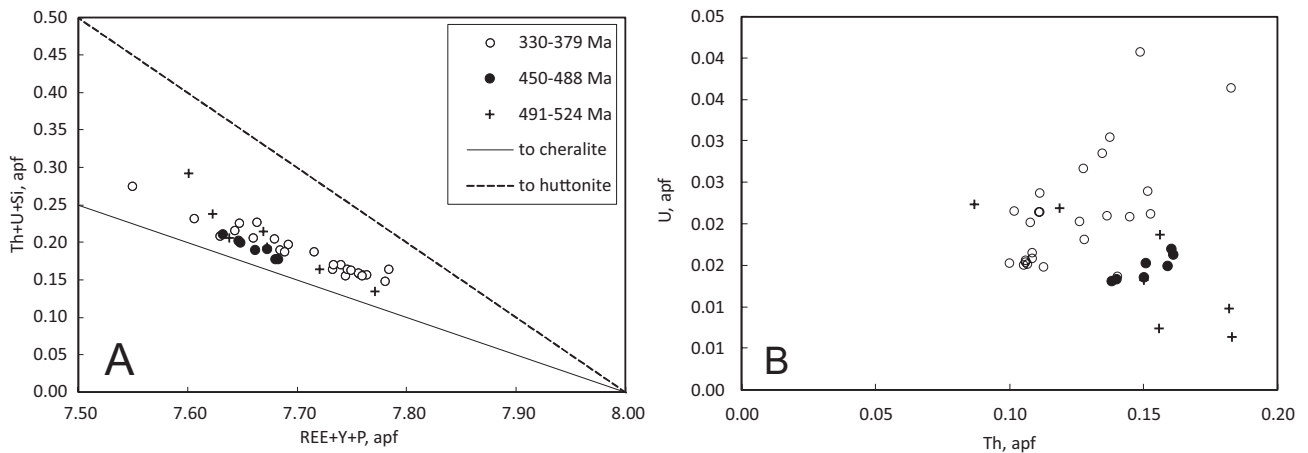 0.50
0.45
0.40
0.35
0.30
0.25
0.20
0.15
0.10
0.05
0.00
Th+U+Si, apf
330-379 Ma
450-488 Ma
491-524 Ma
to cheralite
to huttonite
A
7.50 7.60 7.70 7.80 7.90 8.00
REE+Y+P, apf
0.05
0.04
0.04
0.03
0.03
0.02
0.02
0.01
0.01
0.00
U, apf
B
0.00 0.05 0.10 0.15 0.20
Th, apf